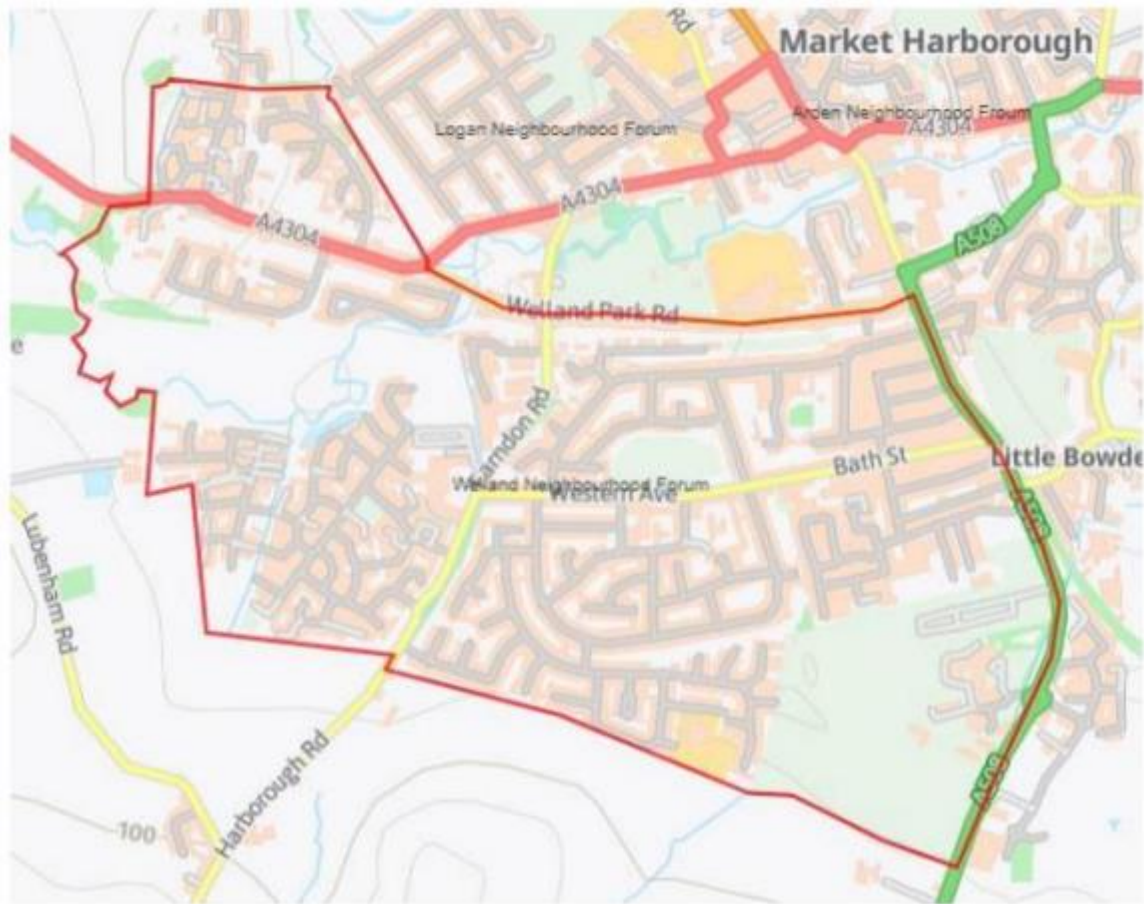 Rd
Market Harborough
Arden Neighbourhood Froum
Logan Neighbourhood Forum
A4304
A4304
A4304
A508
Welland Park Rd
Farndon Rd
Bath St
Little Bowde
Welland Neighbourhood Forum
Western Ave
A508
Lubenham Rd
Harborough Rd
A508
100
e